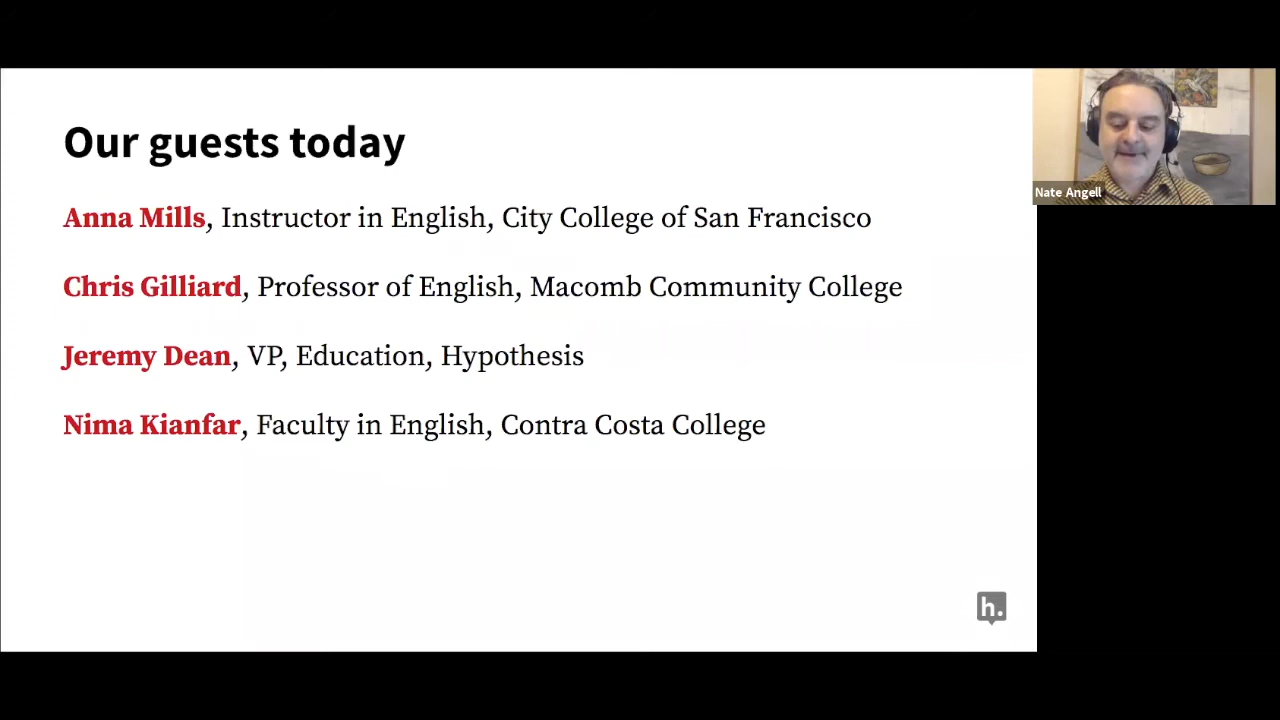 Our guests today
Anna Mills, Instructor in English, City College of San Francisco
Chris Gilliard, Professor of English, Macomb Community College
Jeremy Dean, VP, Education, Hypothesis
Nima Kianfar, Faculty in English, Contra Costa College
h.
Nate Angell